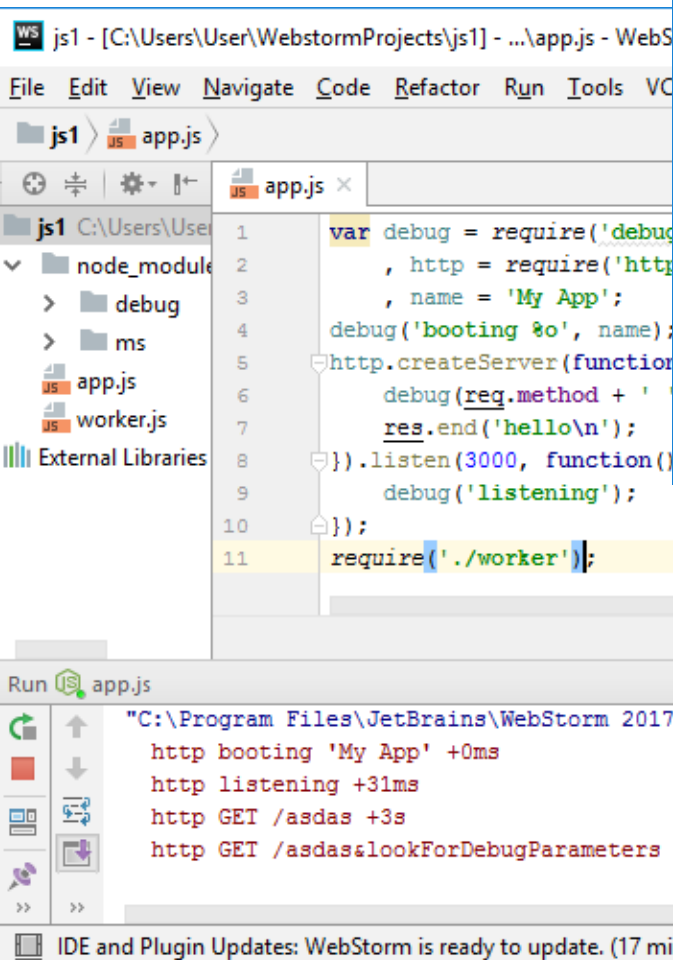 WS js1 - [C:\Users\User\WebstormProjects\js1] - ...\app.js - WebS
File Edit View Navigate Code Refactor Run Tools VC
js1 app.js
app.js
js1 C:\Users\User
node_module
debug
ms
app.js
worker.js
External Libraries
1 var debug = require('debug
2 , http = require('http
3 , name = 'My App';
4 debug('booting %o', name);
5 http.createServer(function
6 debug(req.method + ' '
7 res.end('hello\n');
8 }).listen(3000, function()
9 debug('listening');
10 });
11 require('./worker');
Run app.js
"C:\Program Files\JetBrains\WebStorm 2017
http booting 'My App' +0ms
http listening +31ms
http GET /asdas +3s
http GET /asdas&lookForDebugParameters
IDE and Plugin Updates: WebStorm is ready to update. (17 mi